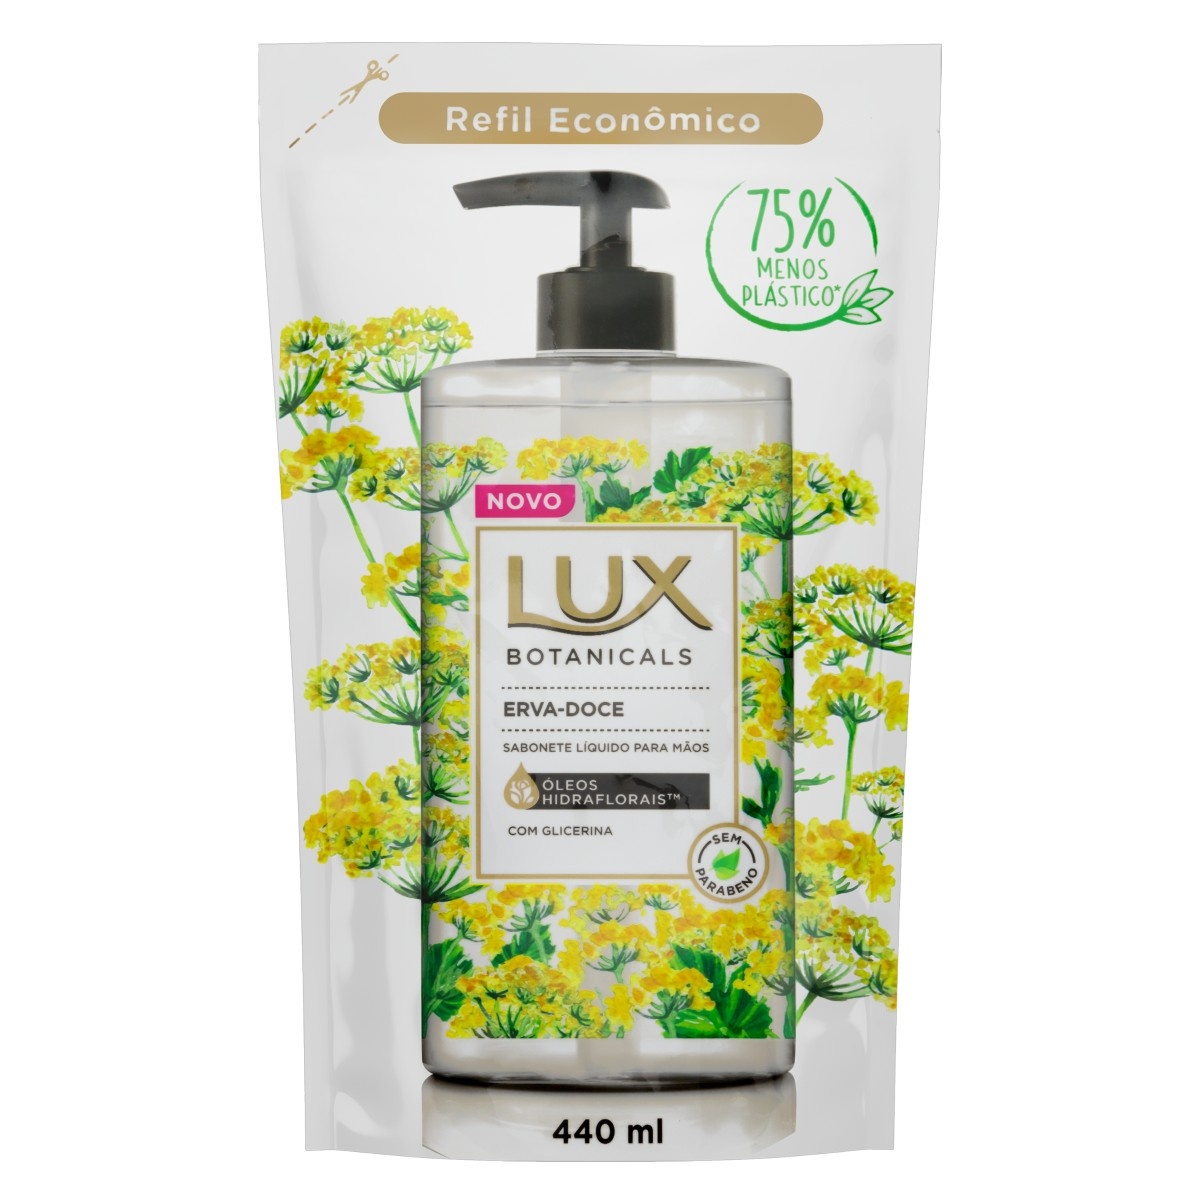 Refil Econômico
75%
MENOS
PLÁSTICO*
NOVO
LUX
BOTANICALS
ERVA-DOCE
SABONETE LÍQUIDO PARA MÃOS
ÓLEOS
HIDRAFLORAIS™
COM GLICERINA
SEM
PARABENO
440 ml